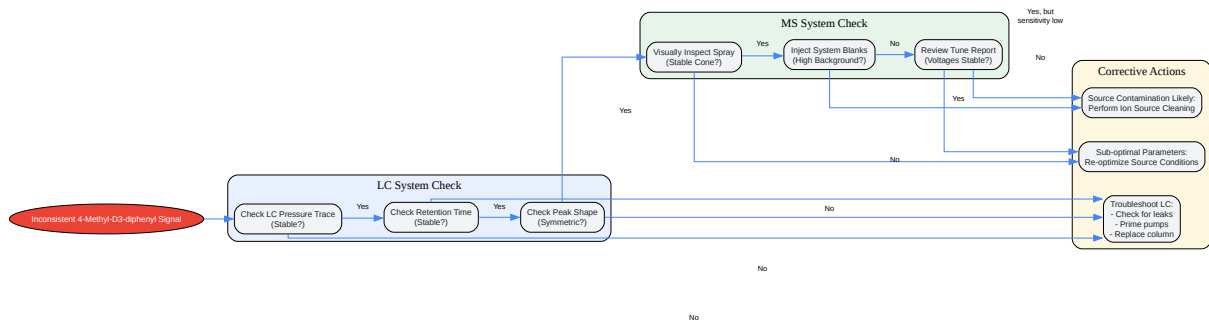 Yes, but
sensitivity low
MS System Check
Visually Inspect Spray
(Stable Cone?)
Yes
Inject System Blanks
(High Background?)
No
Review Tune Report
(Voltages Stable?)
No
Corrective Actions
Source Contamination Likely:
Perform Ion Source Cleaning
Yes
Yes
Sub-optimal Parameters:
Re-optimize Source Conditions
No
LC System Check
Inconsistent 4-Methyl-D3-diphenyl Signal
Check LC Pressure Trace
(Stable?)
Yes
Check Retention Time
(Stable?)
Yes
Check Peak Shape
(Symmetric?)
No
Troubleshoot LC:
- Check for leaks
- Prime pumps
- Replace column
No
No